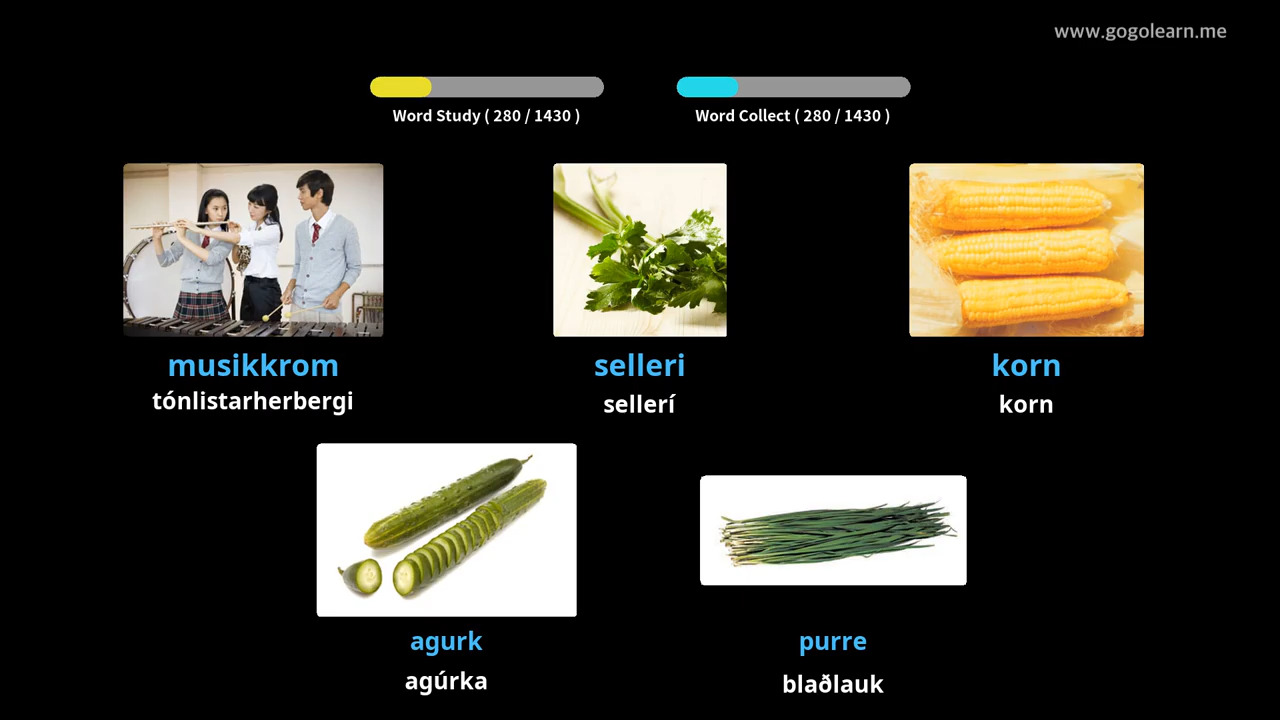 www.gogolearn.me
Word Study ( 280 / 1430 )
Word Collect ( 280 / 1430 )
musikkrom
tónlistarherbergi
selleri
sellerí
korn
korn
agurk
agúrka
purre
blaðlauk